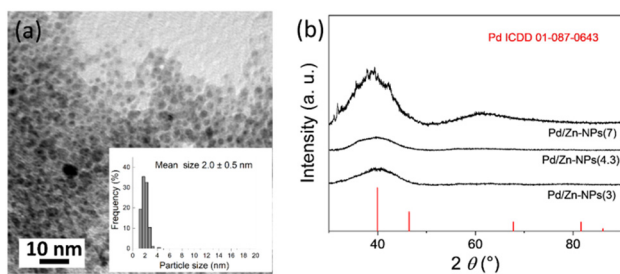 (a)
Mean size 2.0 ± 0.5 nm
Frequency (%)
40
30
20
10
0
0 2 4 6 8 10 12 14 16 18 20
Particle size (nm)
10 nm
(b)
Pd ICDD 01-087-0643
Intensity (a. u.)
Pd/Zn-NPs(7)
Pd/Zn-NPs(4.3)
Pd/Zn-NPs(3)
40 60 80
2 θ (°)